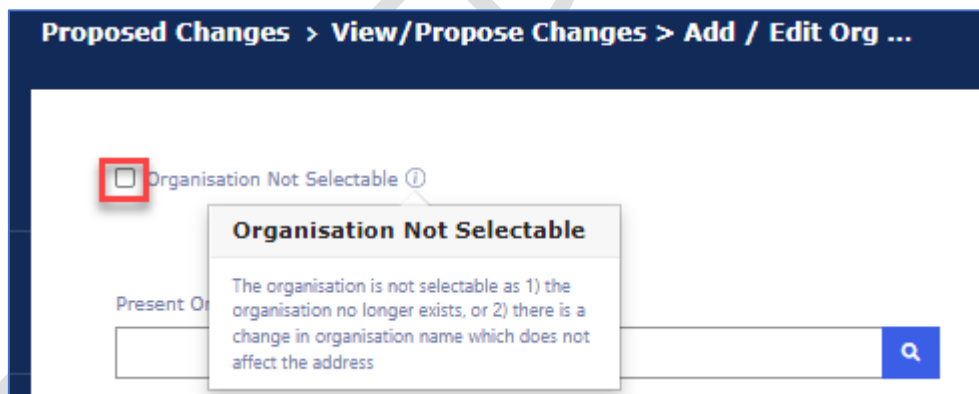 Proposed Changes > View/Propose Changes > Add / Edit Org ...
Organisation Not Selectable
Organisation Not Selectable
The organisation is not selectable as 1) the
organisation no longer exists, or 2) there is a
change in organisation name which does not
affect the address
Present Or